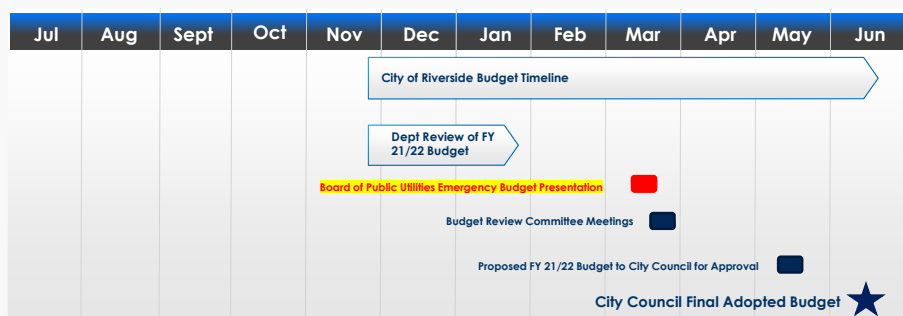 Jul Aug Sept Oct Nov Dec Jan Feb Mar Apr May Jun
City of Riverside Budget Timeline
Dept Review of FY
21/22 Budget
Board of Public Utilities Emergency Budget Presentation
Budget Review Committee Meetings
Proposed FY 21/22 Budget to City Council for Approval
City Council Final Adopted Budget